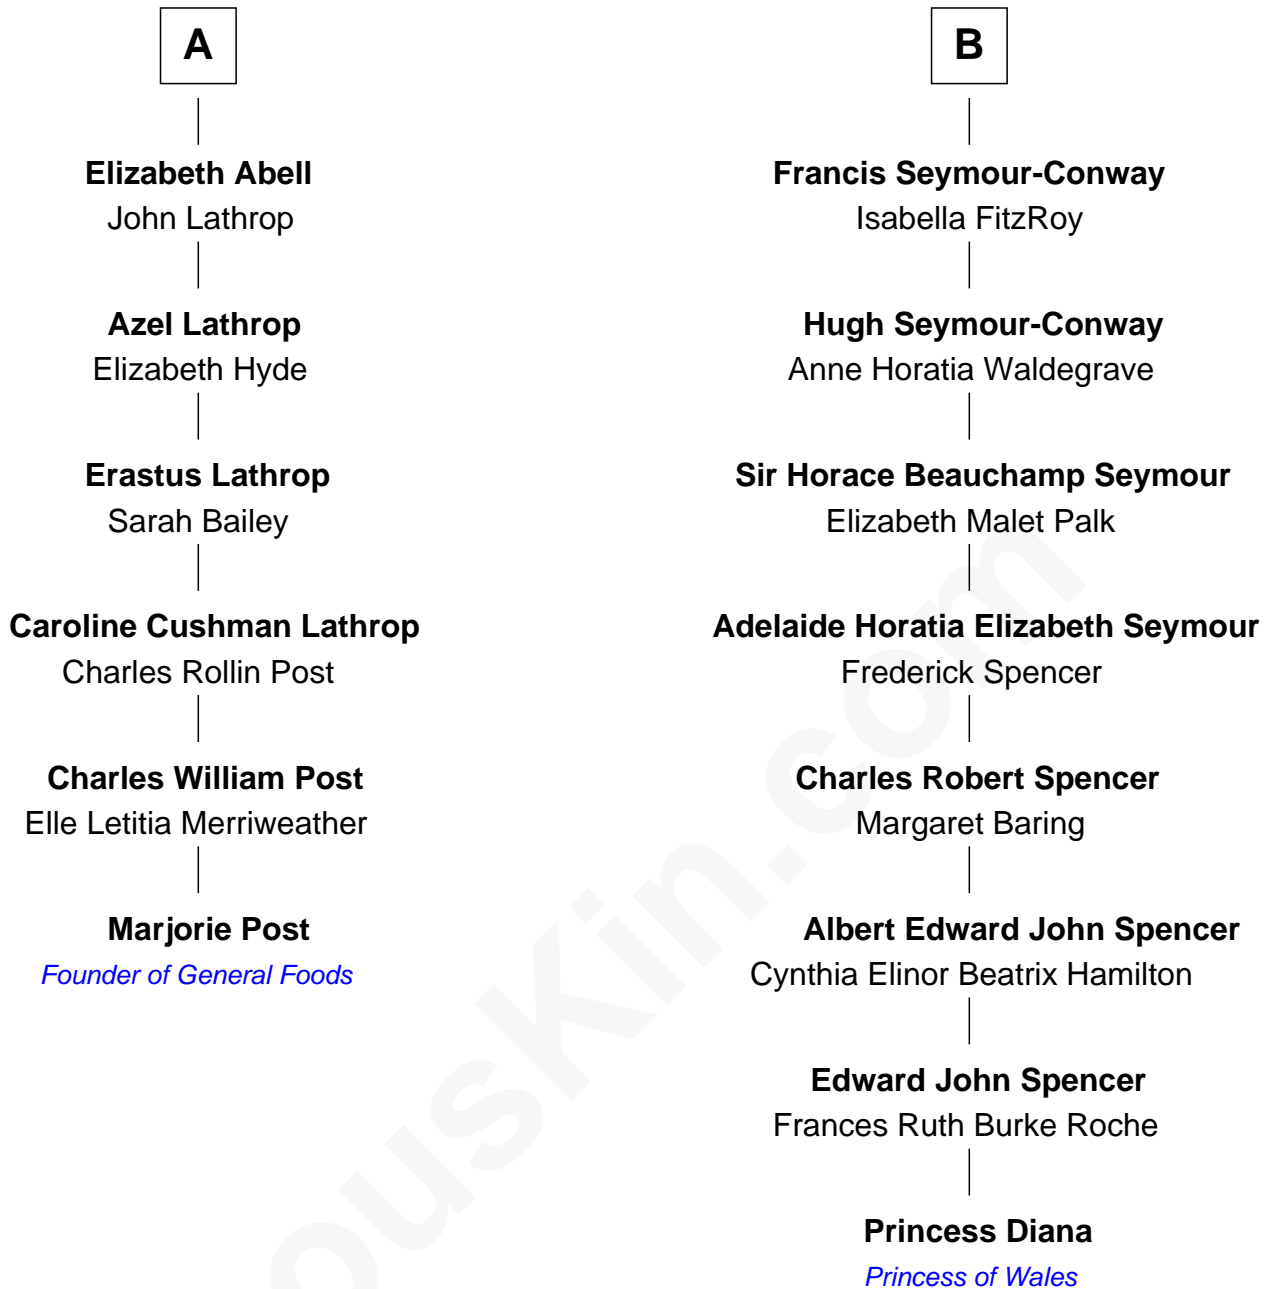 A
Elizabeth Abell
John Lathrop
Azel Lathrop
Elizabeth Hyde
Erastus Lathrop
Sarah Bailey
Caroline Cushman Lathrop
Charles Rollin Post
Charles William Post
Elle Letitia Merriweather
Marjorie Post
Founder of General Foods
B
Francis Seymour-Conway
Isabella FitzRoy
Hugh Seymour-Conway
Anne Horatia Waldegrave
Sir Horace Beauchamp Seymour
Elizabeth Malet Palk
Adelaide Horatia Elizabeth Seymour
Frederick Spencer
Charles Robert Spencer
Margaret Baring
Albert Edward John Spencer
Cynthia Elinor Beatrix Hamilton
Edward John Spencer
Frances Ruth Burke Roche
Princess Diana
Princess of Wales
ousKin.com